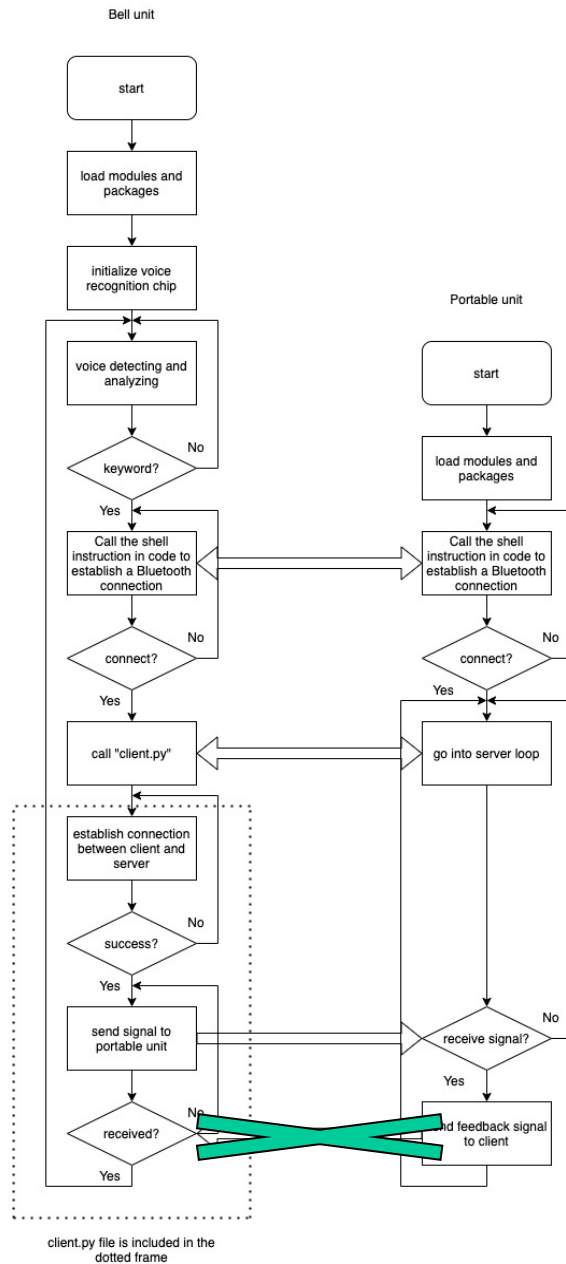 Bell unit
start
load modules and
packages
initialize voice
recognition chip
voice detecting and
analyzing
No
keyword?
Yes
Call the shell
instruction in code to
establish a Bluetooth
connection
No
connect?
Yes
call "client.py"
establish connection
between client and
server
No
success?
Yes
send signal to
portable unit
No
received?
Yes
client.py file is included in the
dotted frame
Portable unit
start
load modules and
packages
Call the shell
instruction in code to
establish a Bluetooth
connection
No
connect?
Yes
go into server loop
No
receive signal?
Yes
feedback signal
to client